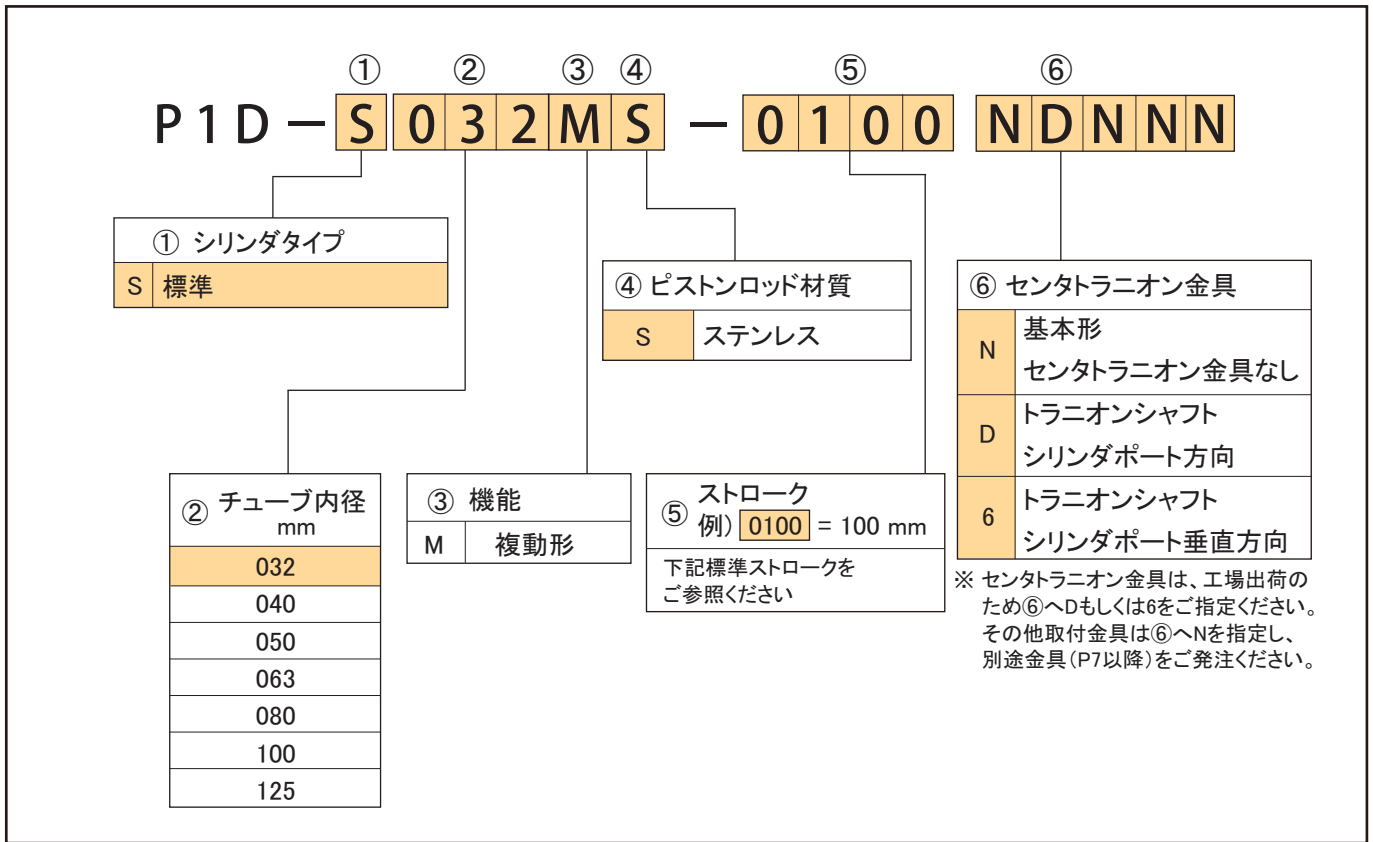 ① ② ③ ④ ⑤ ⑥
P1D-S032MS-0100NDNNN
① シリンダタイプ
S 標準
④ ピストンロッド材質
S ステンレス
⑥ センタトラニオン金具
N 基本形
センタトラニオン金具なし
D トラニオンシャフト
シリンダポート方向
6 トラニオンシャフト
シリンダポート垂直方向
② チューブ内径
mm
032
040
050
063
080
100
125
③ 機能
M 複動形
⑤ ストローク
例) 0100 = 100 mm
下記標準ストロークを
ご参照ください
※ センタトラニオン金具は、工場出荷の
ため⑥へDもしくは6をご指定ください。
その他取付金具は⑥へNを指定し、
別途金具(P7以降)をご発注ください。